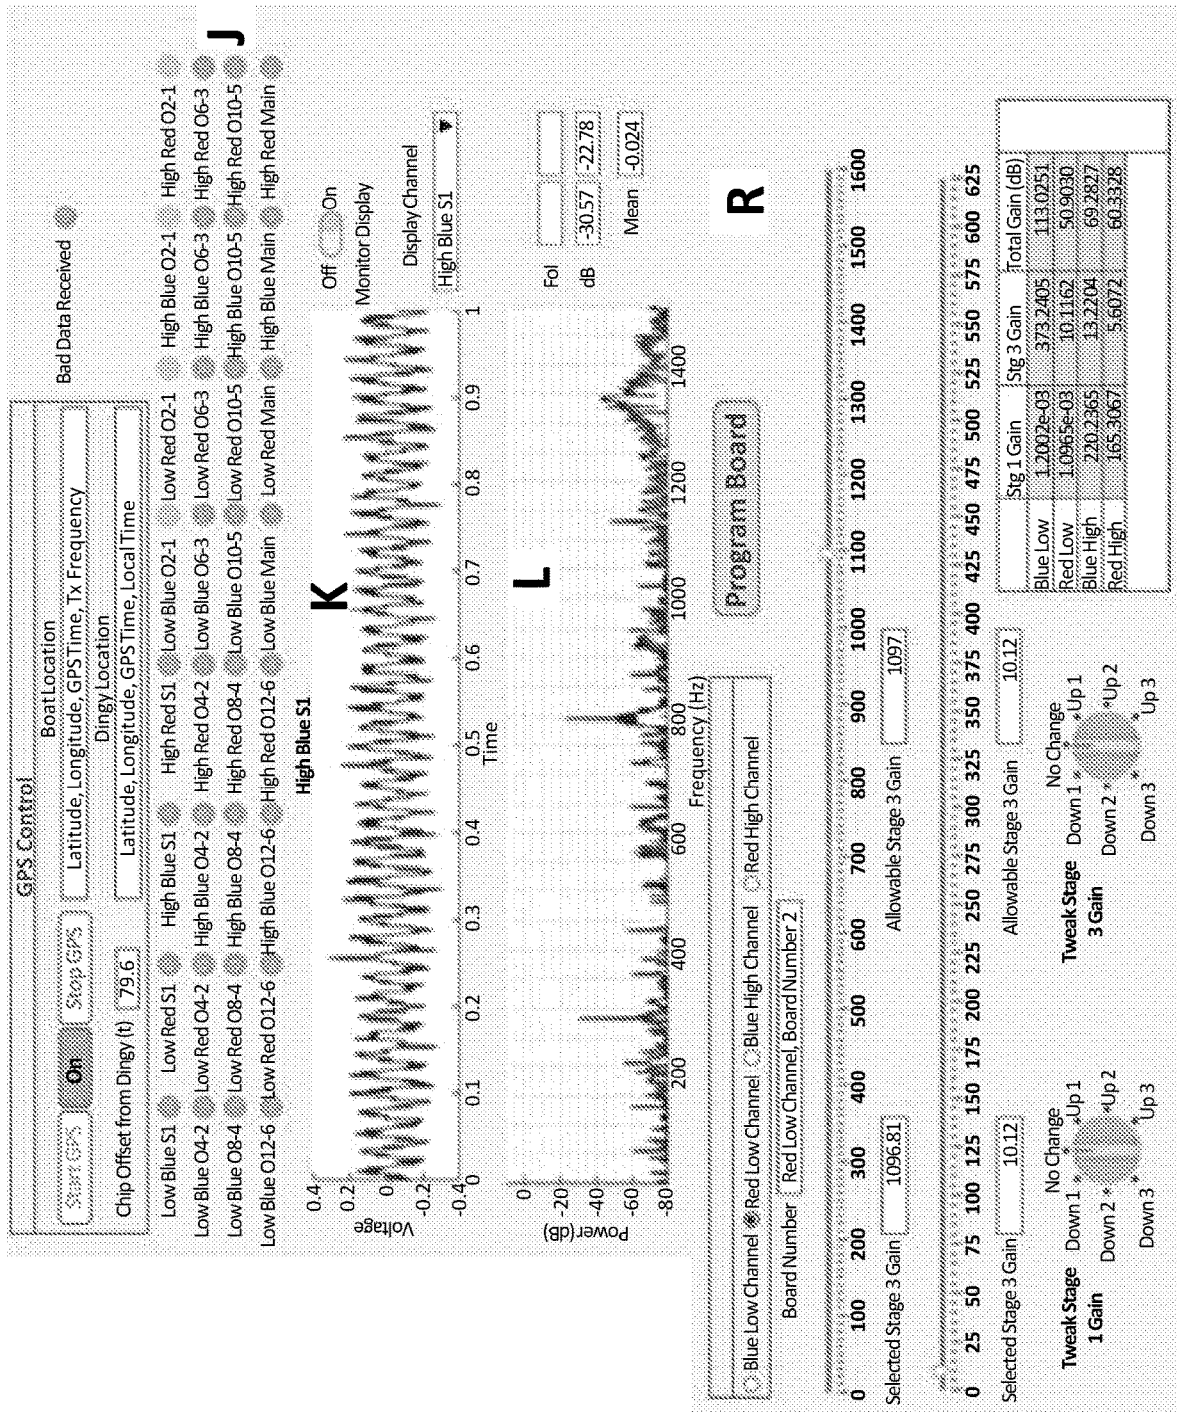 GPS Control
Boat Location
Start GPS On Stop GPS Latitude, Longitude, GPS Time, Tx Frequency
Bad Data Received
Dingy Location
Chip Offset from Dingy (t) 79.6 Latitude, Longitude, GPS Time, Local Time
Low Blue S1 Low Red S1 High Blue S1 High Red S1 Low Blue O2-1 Low Red O2-1 High Blue O2-1 High Red O2-1
Low Blue O4-2 Low Red O4-2 High Blue O4-2 High Red O4-2 Low Blue O6-3 Low Red O6-3 High Blue O6-3 High Red O6-3
J
Low Blue O8-4 Low Red O8-4 High Blue O8-4 High Red O8-4 Low Blue O10-5 Low Red O10-5 High Blue O10-5 High Red O10-5
Low Blue O12-6 Low Red O12-6 High Blue O12-6 High Red O12-6 Low Blue Main Low Red Main High Blue Main High Red Main
High Blue S1
K
Off On
Monitor Display
Display Channel
High Blue S1
Voltage
0.4
0.2
0
-0.2
-0.4
0 0.1 0.2 0.3 0.4 0.5 0.6 0.7 0.8 0.9 1
Time
L
Power (dB)
0
-20
-40
-60
-80
200 400 600 800 1000 1200 1400
Frequency (Hz)
Fol
dB -30.57 -22.78
Mean -0.024
Blue Low Channel Red Low Channel Blue High Channel Red High Channel
Program Board
R
Board Number Red Low Channel, Board Number 2
0 100 200 300 400 500 600 700 800 900 1000 1100 1200 1300 1400 1500 1600
Selected Stage 3 Gain 1096.81 Allowable Stage 3 Gain 1097
0 25 50 75 100 125 150 175 200 225 250 275 300 325 350 375 400 425 450 475 500 525 550 575 600 625
Selected Stage 3 Gain 10.12 Allowable Stage 3 Gain 10.12
Tweak Stage 1 Gain
No Change
Down 1 Up 1
Down 2 Up 2
Down 3 Up 3
Tweak Stage 3 Gain
No Change
Down 1 Up 1
Down 2 Up 2
Down 3 Up 3
Stg 1 Gain Stg 3 Gain Total Gain (dB)
Blue Low 1.2002e-03 373.2405 113.0251
Red Low 1.0965e-03 10.1162 50.9030
Blue High 220.2365 13.2204 69.2827
Red High 165.3067 5.6072 60.3328